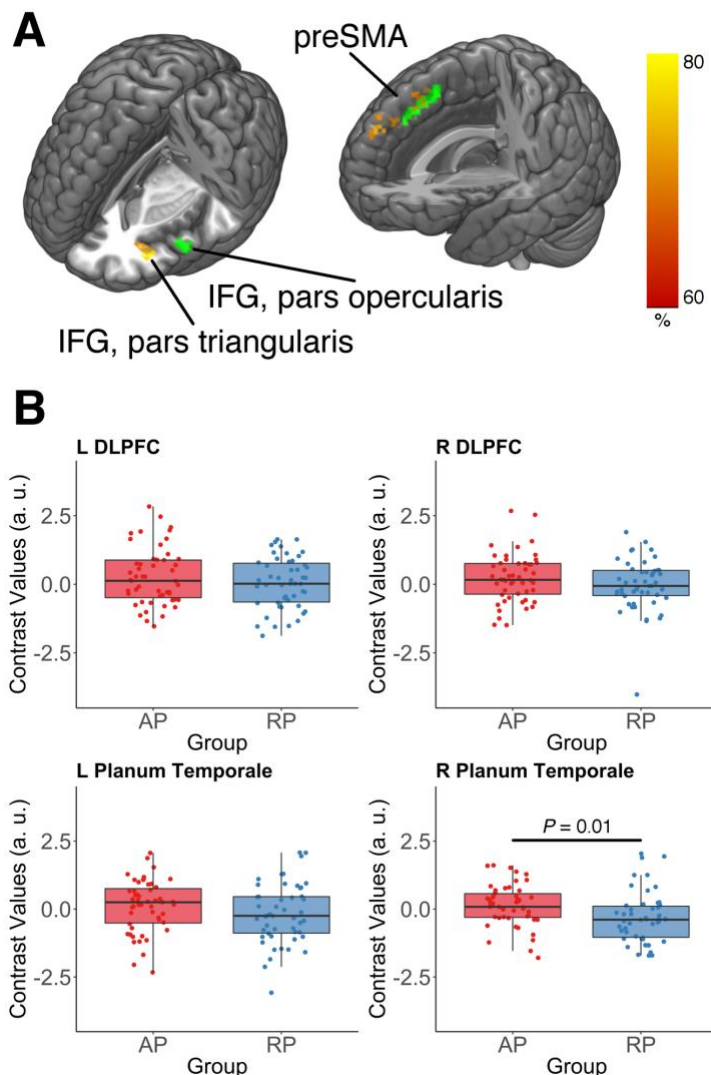 A
preSMA
80
60
%
IFG, pars opercularis
IFG, pars triangularis
B
L DLPFC
Contrast Values (a. u.)
2.5
0.0
-2.5
AP
RP
Group
R DLPFC
Contrast Values (a. u.)
2.5
0.0
-2.5
AP
RP
Group
L Planum Temporale
Contrast Values (a. u.)
2.5
0.0
-2.5
AP
RP
Group
R Planum Temporale
Contrast Values (a. u.)
2.5
0.0
-2.5
P = 0.01
AP
RP
Group